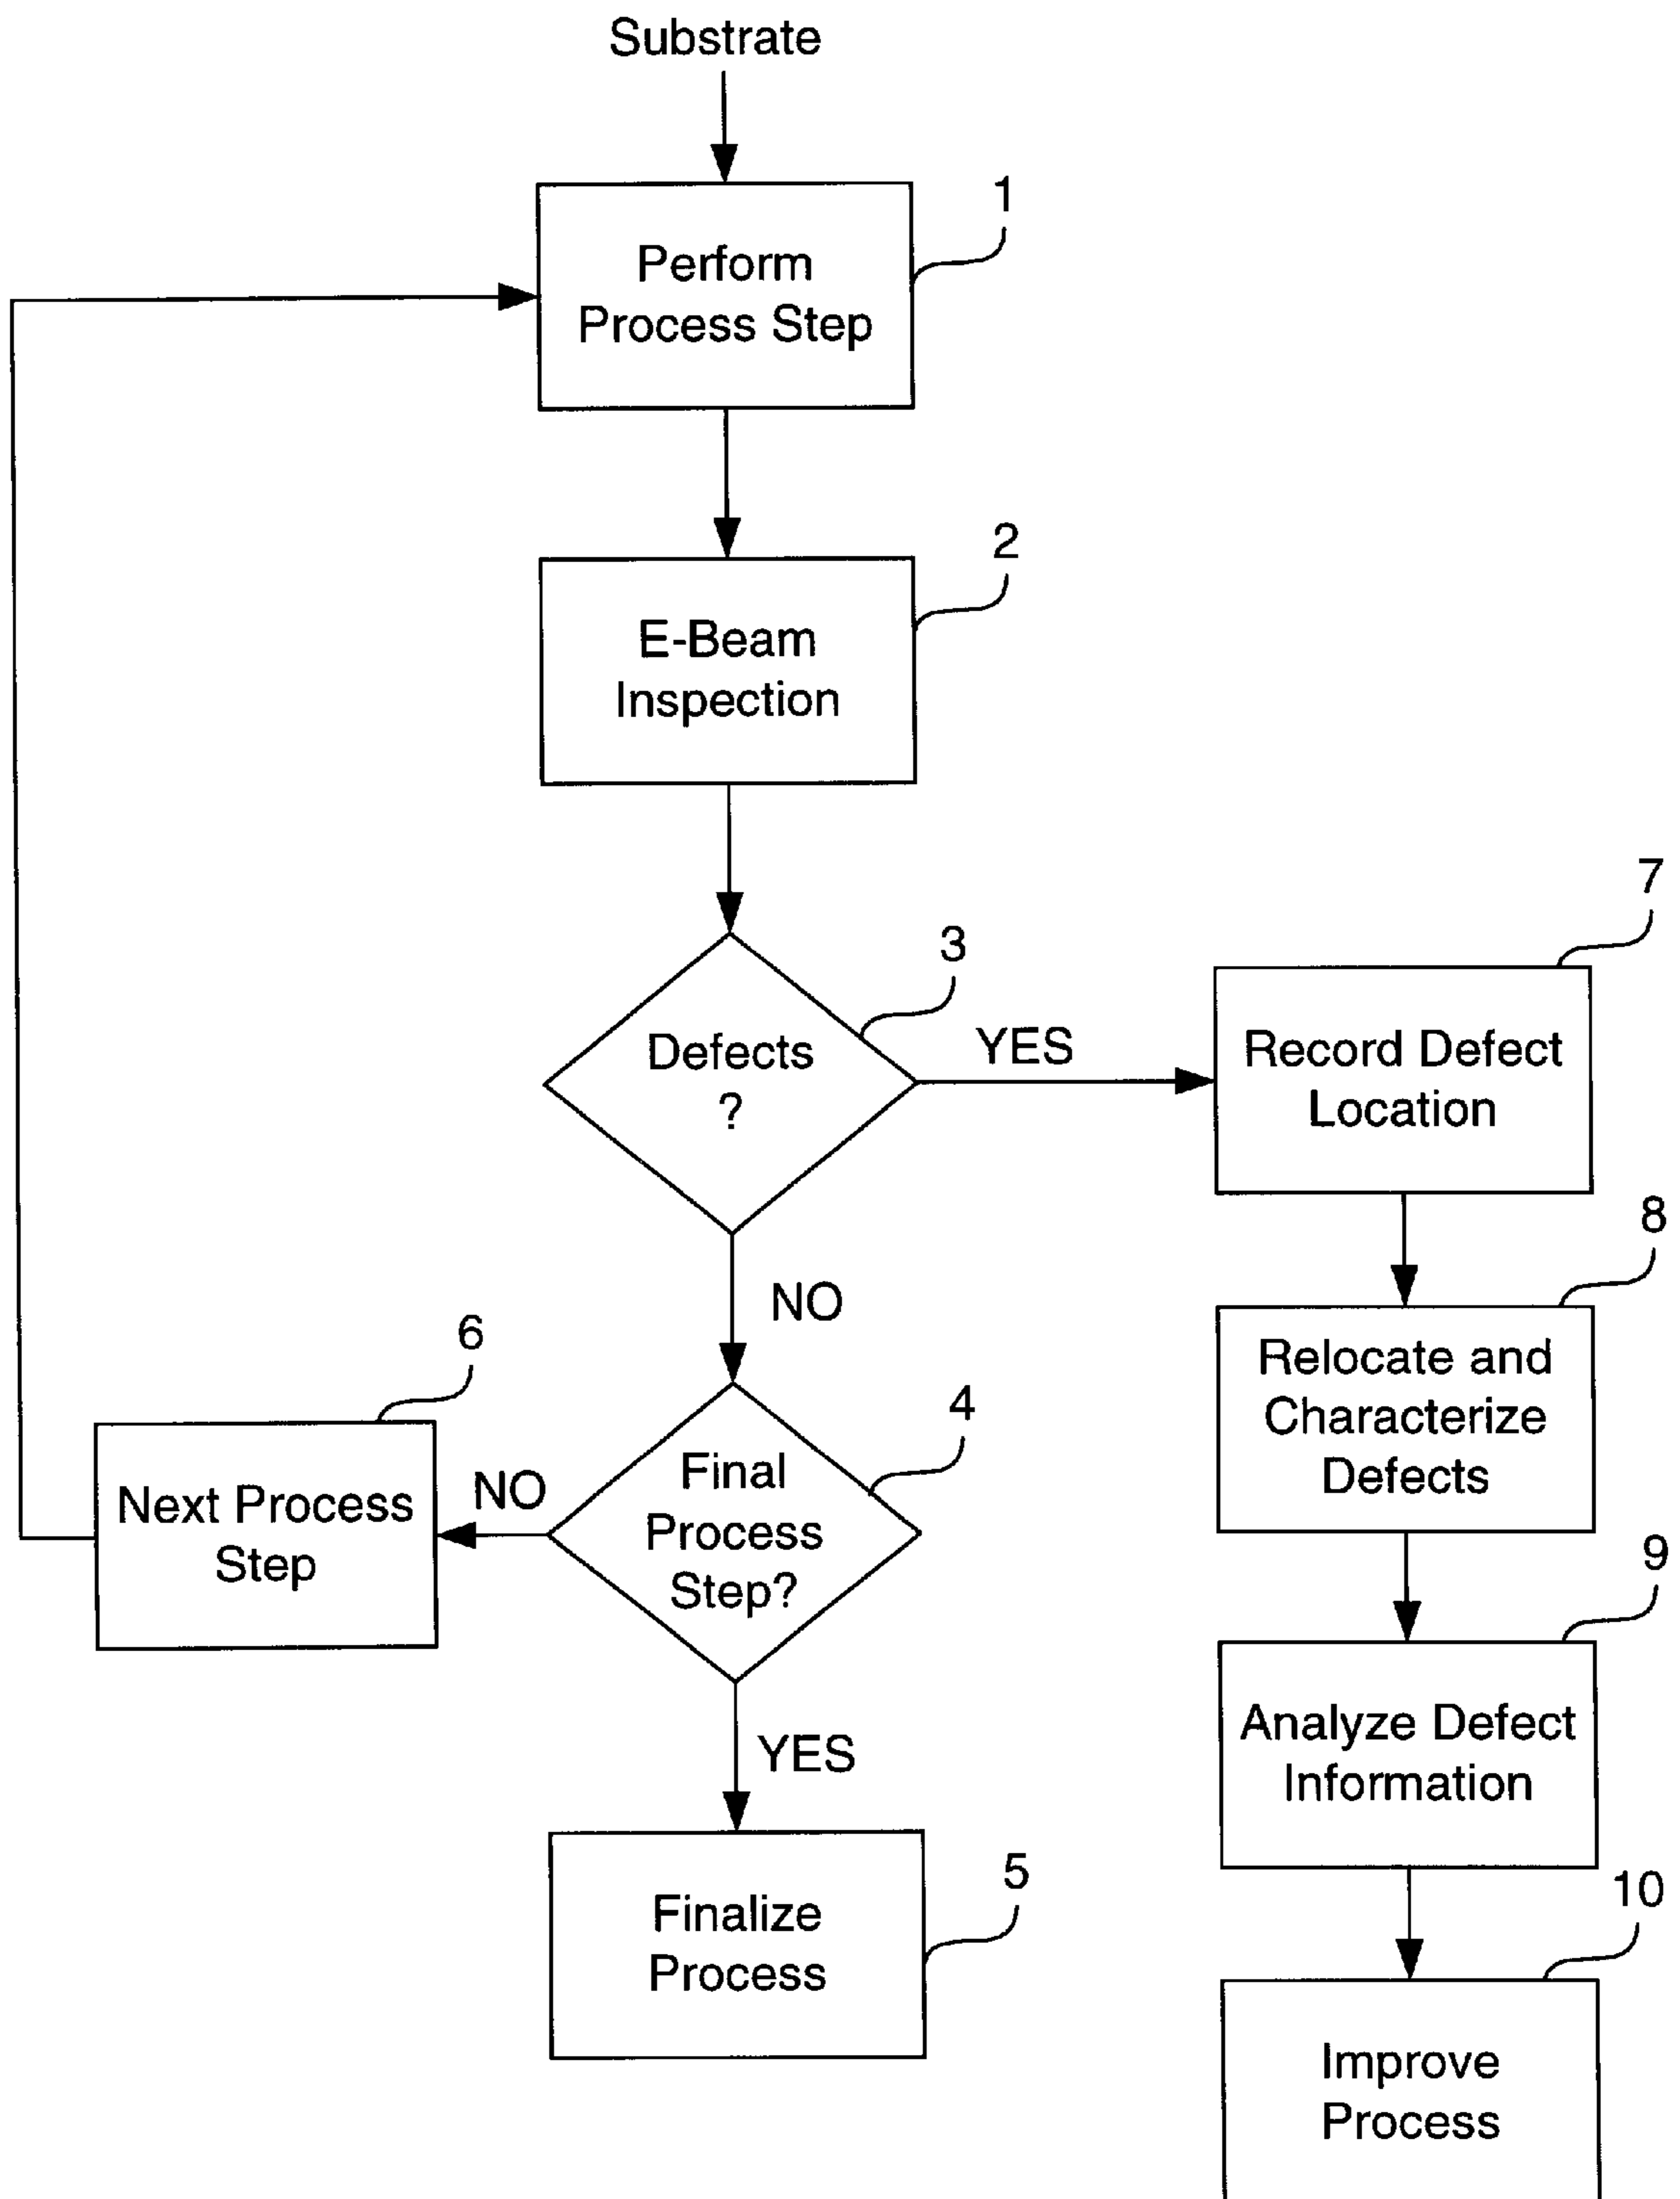 Substrate
1
Perform
Process Step
2
E-Beam
Inspection
3
Defects
?
YES
7
Record Defect
Location
NO
8
Relocate and
Characterize
Defects
6
Next Process
Step
NO
4
Final
Process
Step?
9
Analyze Defect
Information
YES
5
Finalize
Process
10
Improve
Process